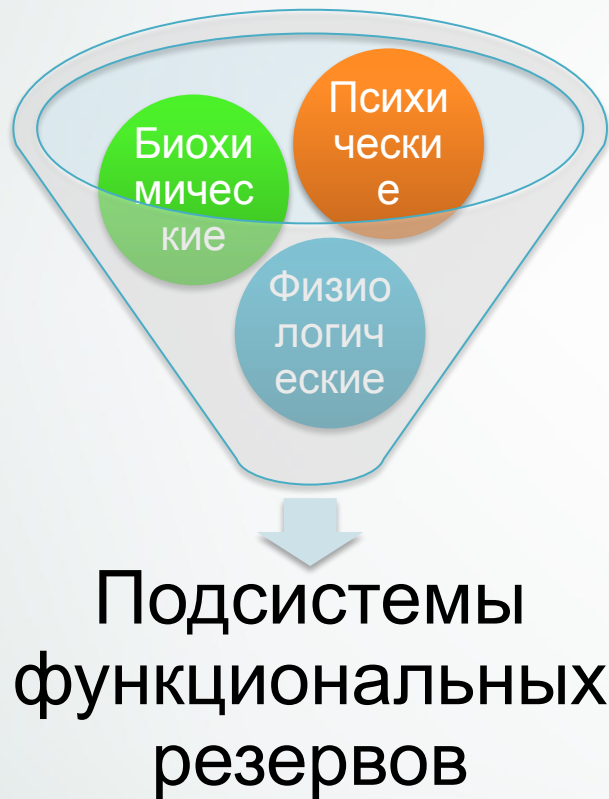 Психи
чески
е
Биохи
мичес
кие
Физио
логич
еские
Подсистемы
функциональных
резервов